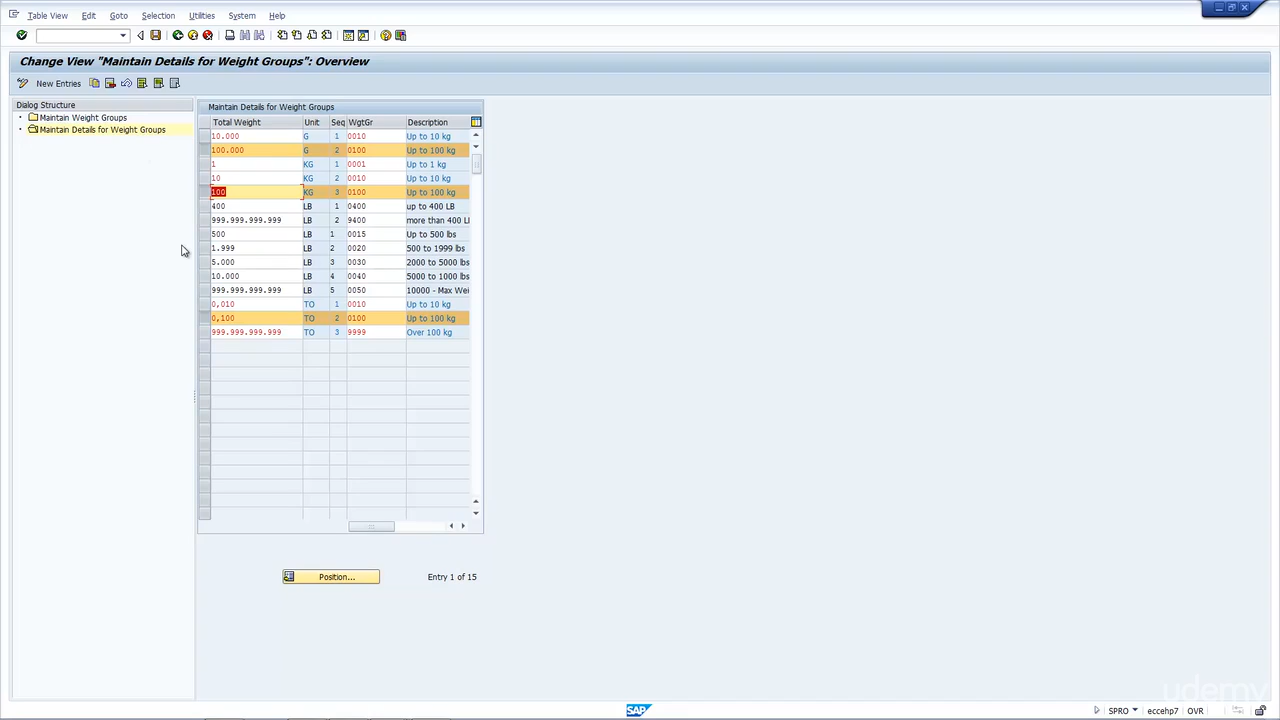 Table View Edit Goto Selection Utilities System Help
Change View "Maintain Details for Weight Groups": Overview
New Entries
Dialog Structure
Maintain Weight Groups
Maintain Details for Weight Groups
Maintain Details for Weight Groups
Total Weight Unit Seq WgtGr Description
10.000 G 1 0010 Up to 10 kg
100.000 G 2 0100 Up to 100 kg
1 KG 1 0001 Up to 1 kg
10 KG 2 0010 Up to 10 kg
100 KG 3 0100 Up to 100 kg
400 LB 1 0400 up to 400 LB
999.999.999.999 LB 2 9400 more than 400 L
500 LB 1 0015 Up to 500 lbs
1.999 LB 2 0020 500 to 1999 lbs
5.000 LB 3 0030 2000 to 5000 lbs
10.000 LB 4 0040 5000 to 1000 lbs
999.999.999.999 LB 5 0050 10000 - Max Wei
0,010 TO 1 0010 Up to 10 kg
0,100 TO 2 0100 Up to 100 kg
999.999.999.999 TO 3 9999 Over 100 kg
Position... Entry 1 of 15
udemy
SAP SPRO eccehp7 OVR